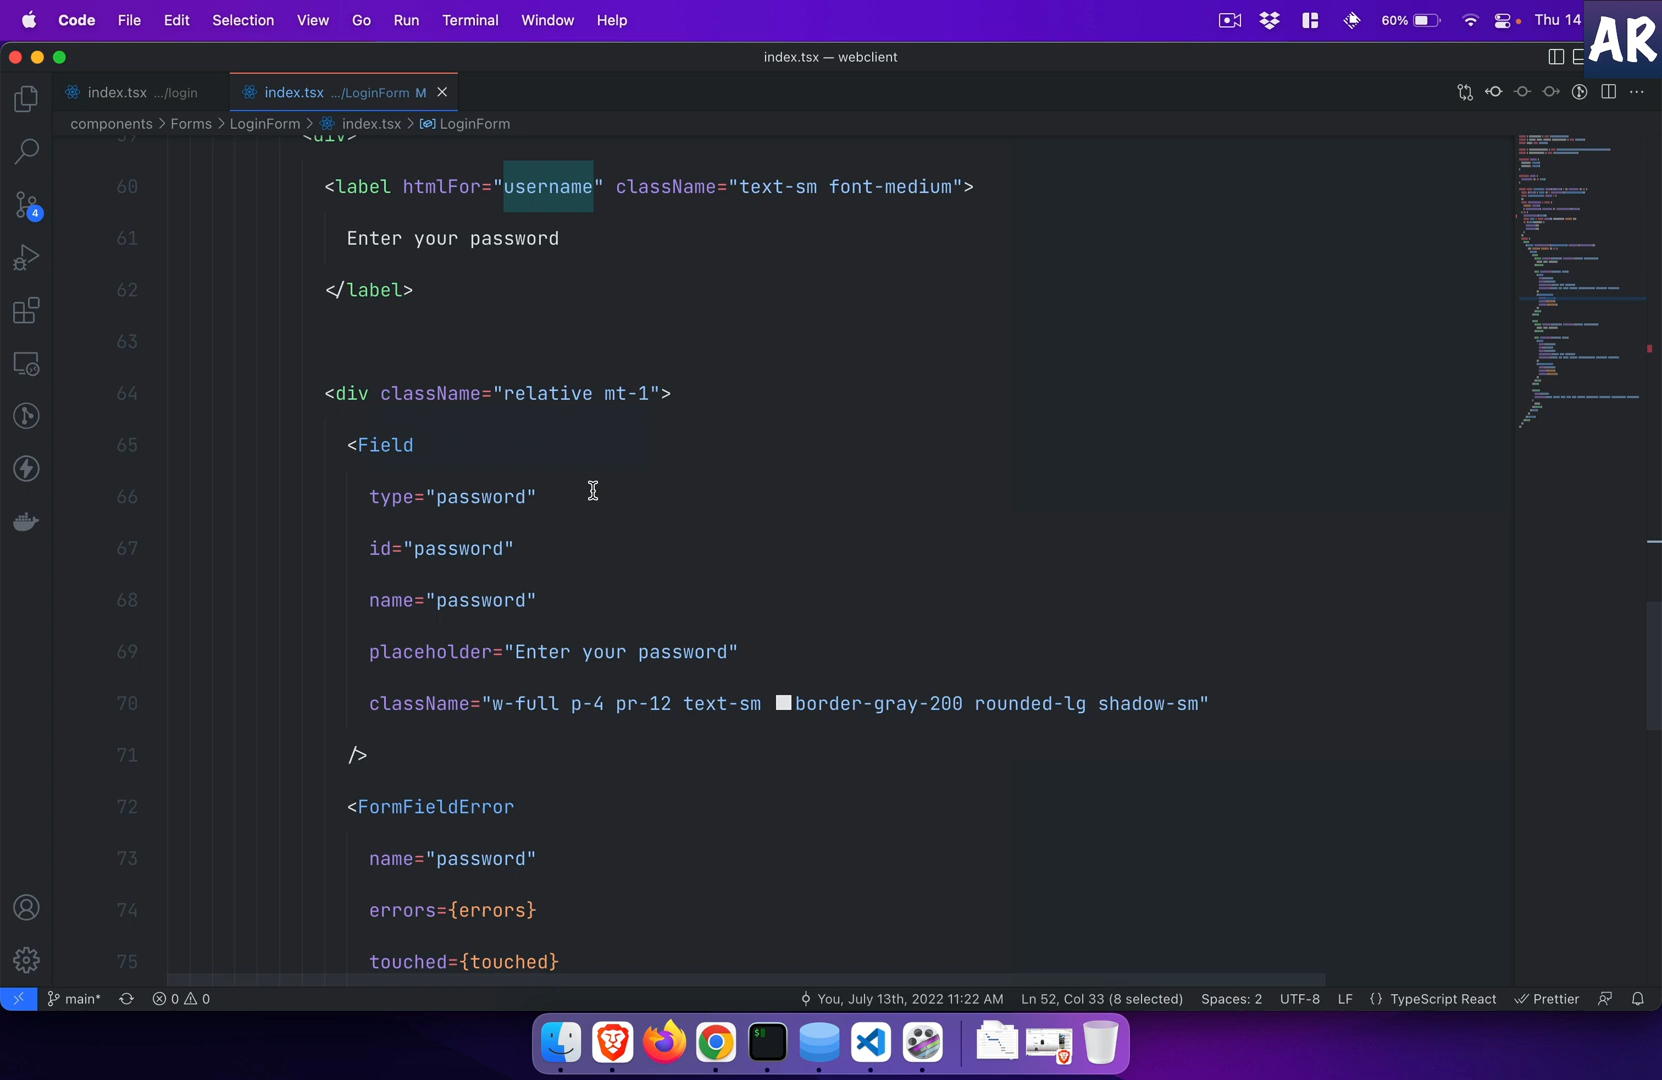 Code File Edit Selection View Go Run Terminal Window Help 60% Thu 14
AR
index.tsx — webclient
index.tsx .../login index.tsx .../LoginForm M
components > Forms > LoginForm > index.tsx > LoginForm
59 <div>
60 <label htmlFor="username" className="text-sm font-medium">
61 Enter your password
62 </label>
63
64 <div className="relative mt-1">
65 <Field
66 type="password"
67 id="password"
68 name="password"
69 placeholder="Enter your password"
70 className="w-full p-4 pr-12 text-sm border-gray-200 rounded-lg shadow-sm"
71 />
72 <FormFieldError
73 name="password"
74 errors={errors}
75 touched={touched}
4
main* 0 0 You, July 13th, 2022 11:22 AM Ln 52, Col 33 (8 selected) Spaces: 2 UTF-8 LF {} TypeScript React Prettier
$